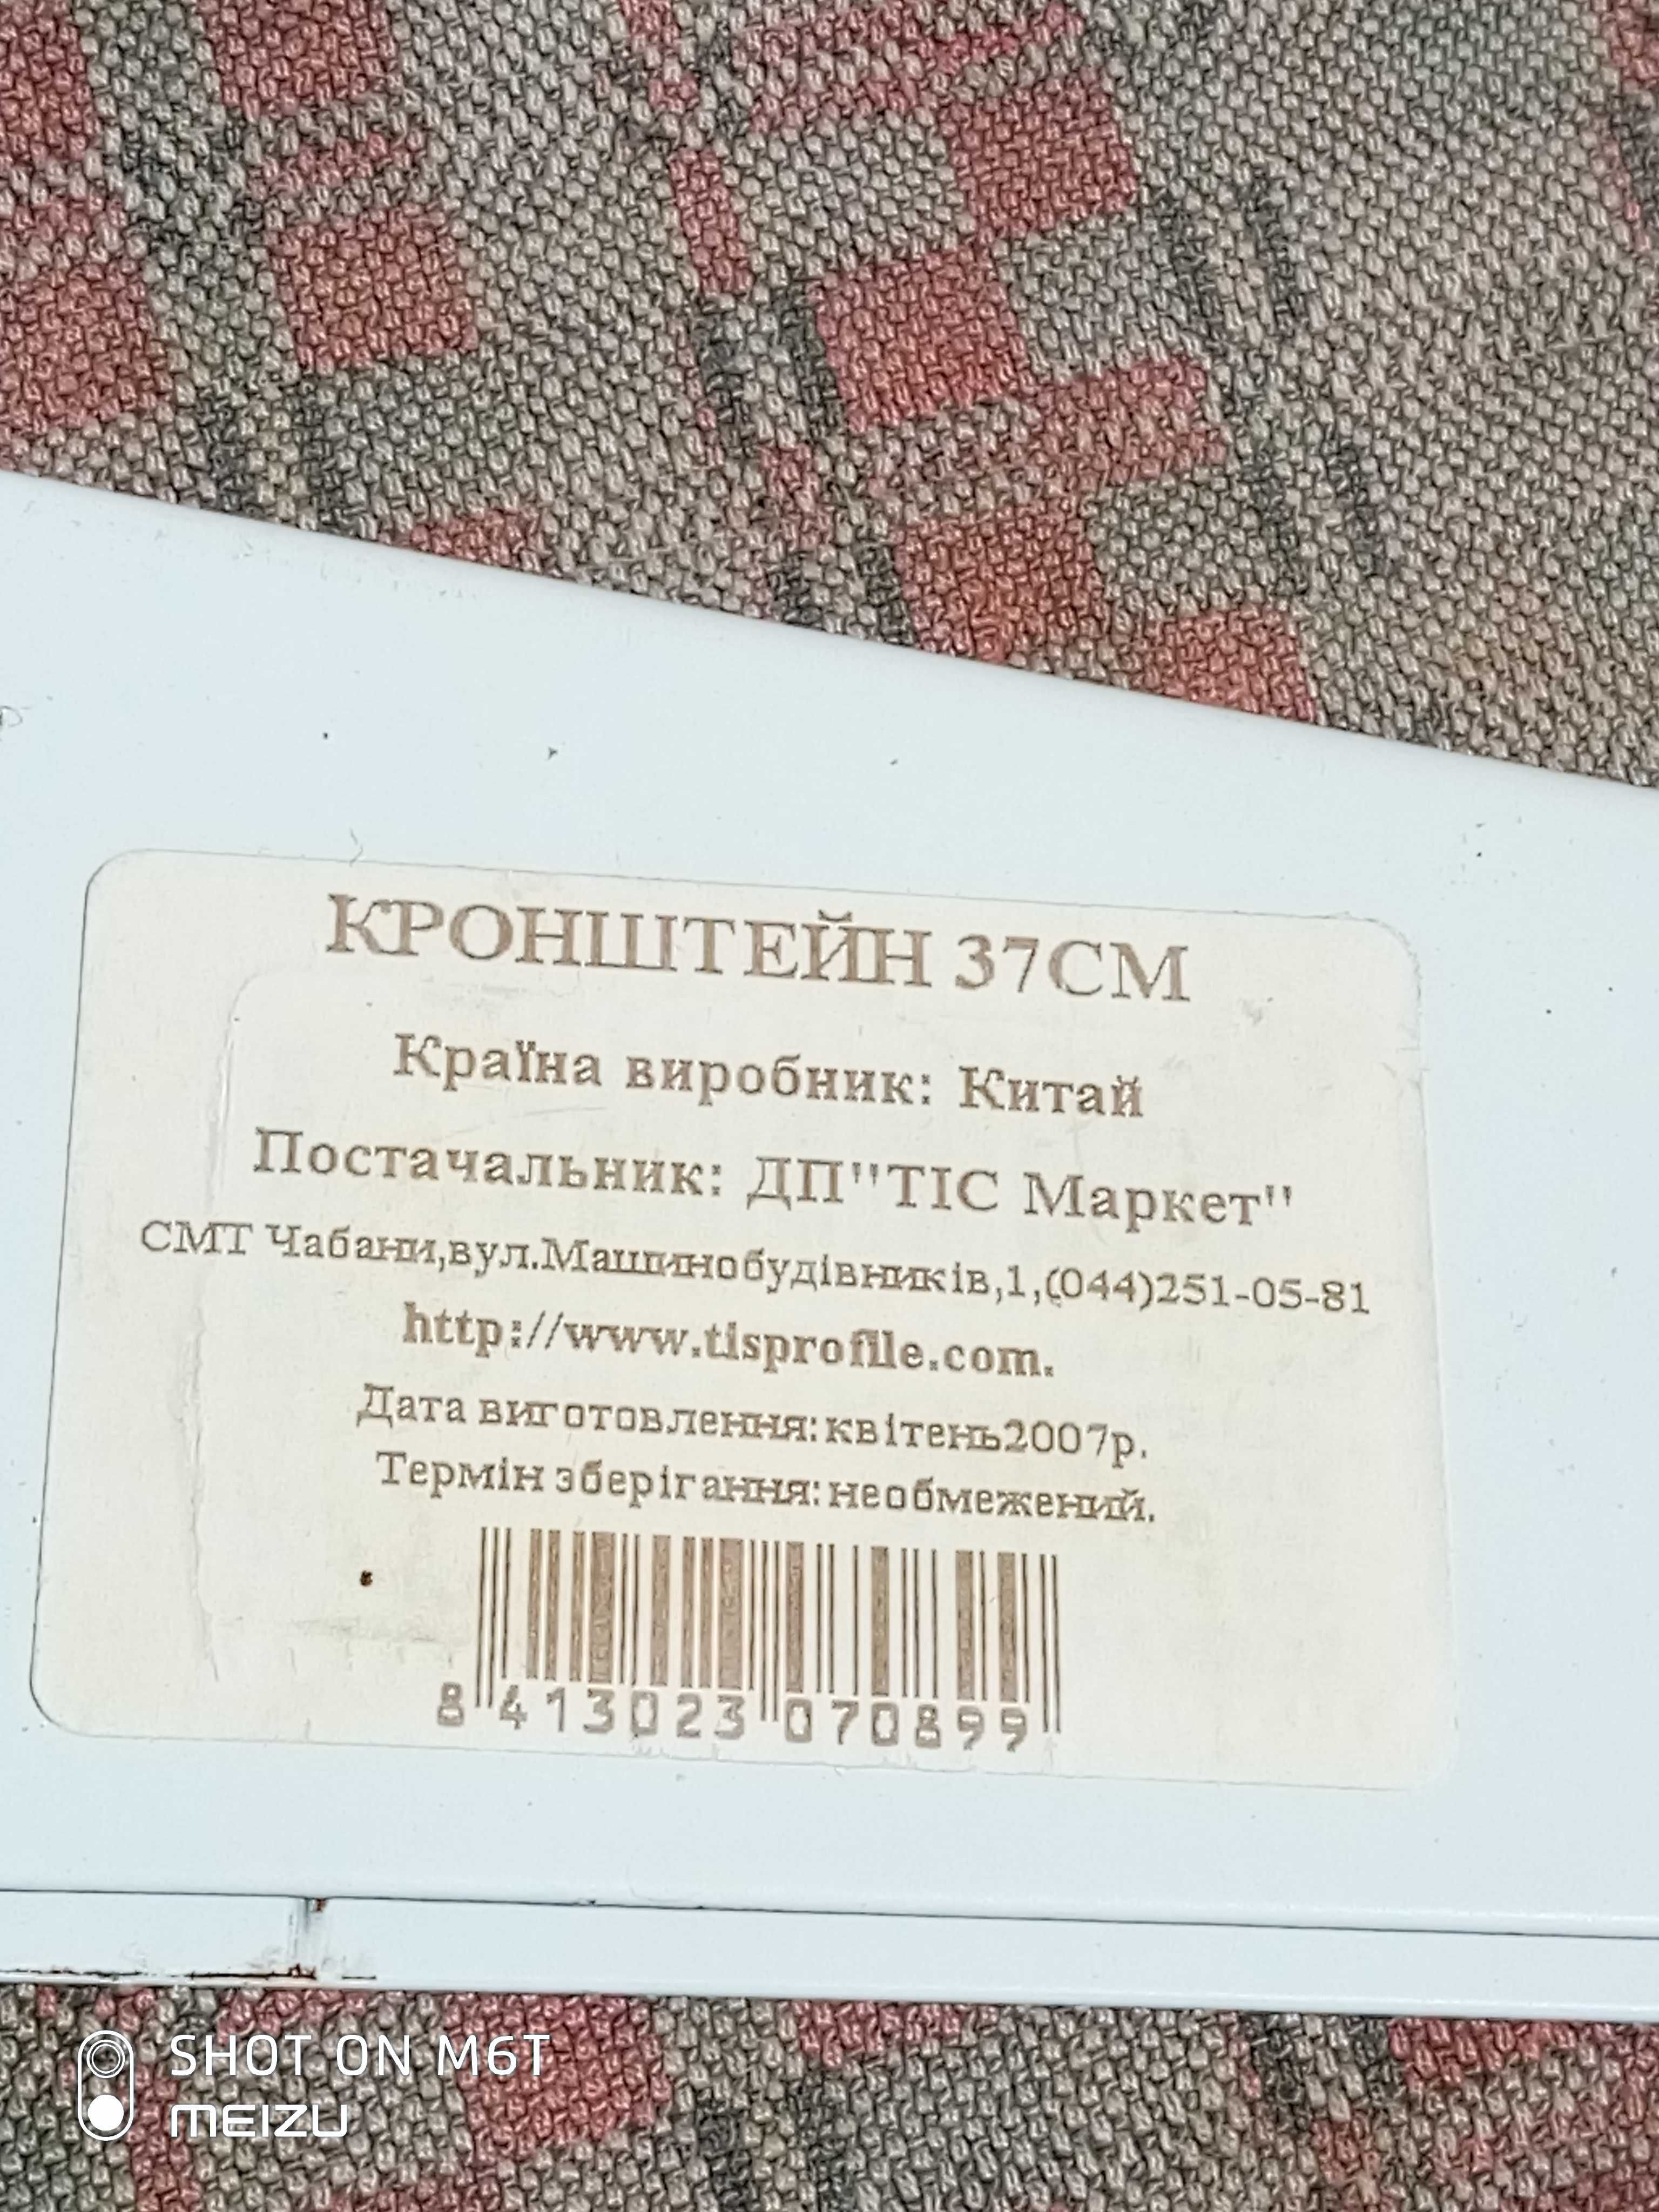 КРОНШТЕЙН 37СМ
Країна виробник: Китай
Постачальник: ДП"ТІС Маркет"
СМТ Чабани,вул.Машинобудівників,1,(044)251-05-81
http://www.tisprofile.com.
Дата виготовлення:квітень2007р.
Термін зберігання:необмежений.
8 413023 070899
SHOT ON M6T
MEIZU